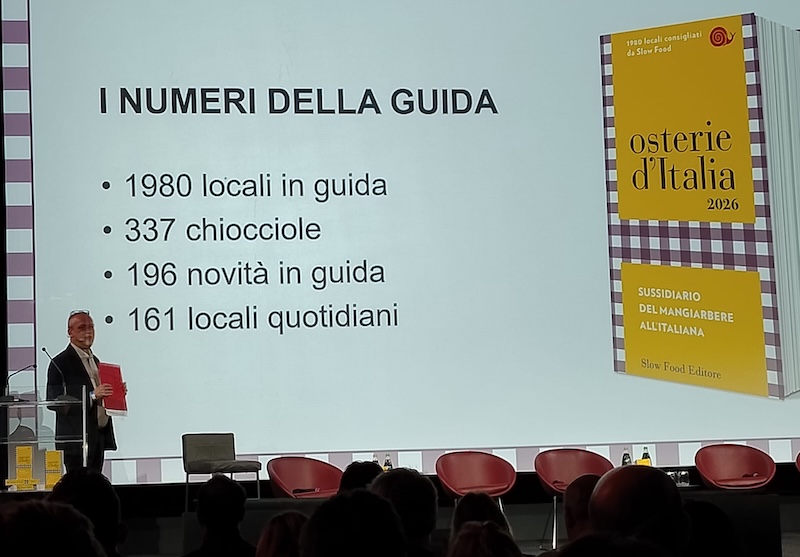 I NUMERI DELLA GUIDA
• 1980 locali in guida
• 337 chiocciole
• 196 novità in guida
• 161 locali quotidiani
1980 locali consigliati
da Slow Food
osterie
d'Italia
2026
SUSSIDIARIO
DEL MANGIARBERE
ALL'ITALIANA
Slow Food Editore